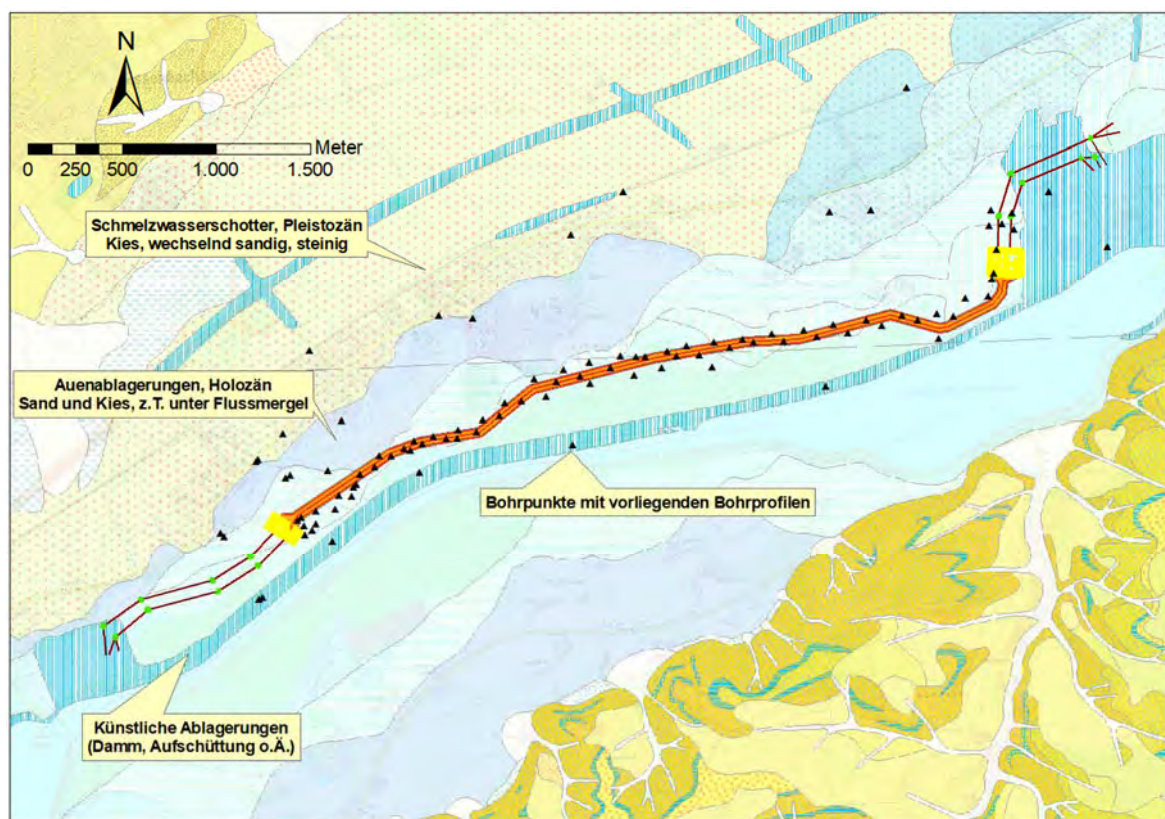 N
Meter
0 250 500 1.000 1.500
Schmelzwasserschotter, Pleistozän
Kies, wechselnd sandig, steinig
Auenablagerungen, Holozän
Sand und Kies, z.T. unter Flussmergel
Bohrpunkte mit vorliegenden Bohrprofilen
Künstliche Ablagerungen
(Damm, Aufschüttung o.Ä.)